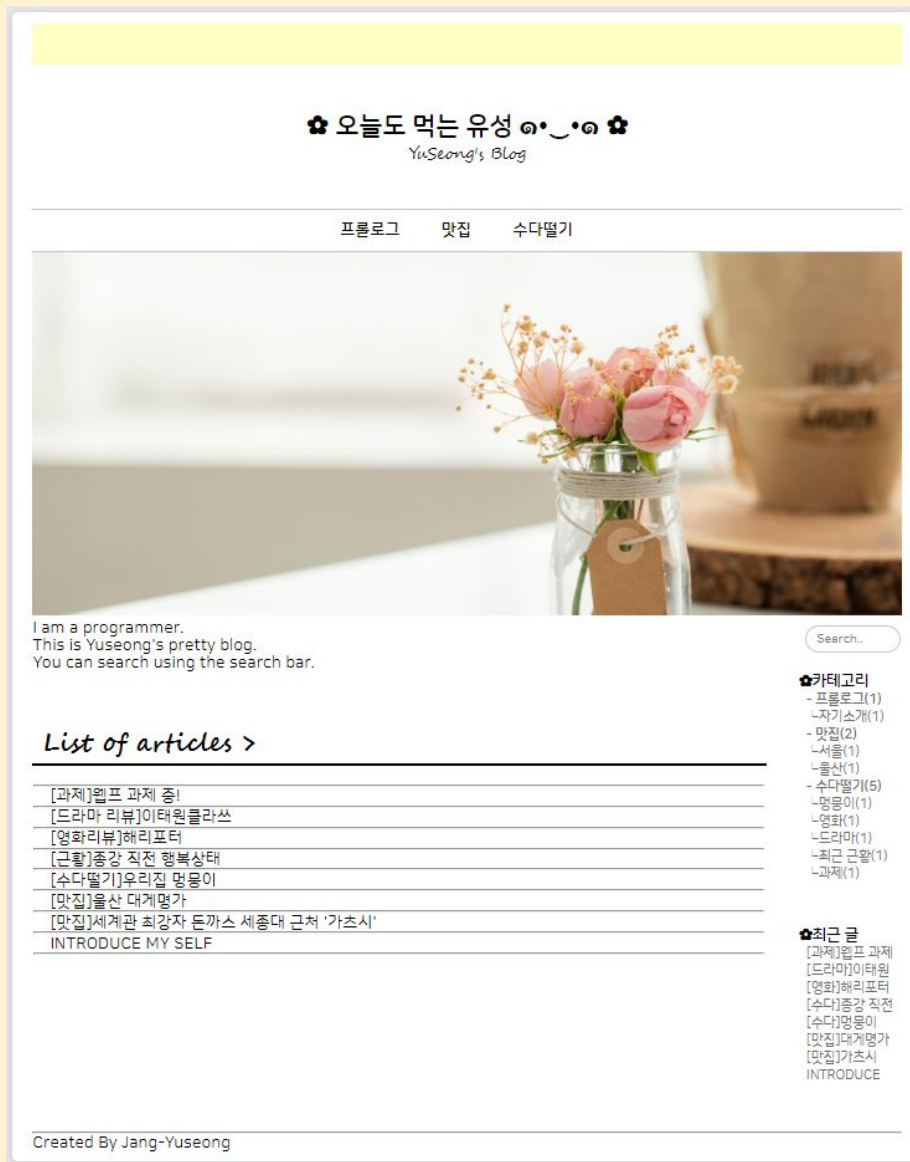 ✿ 오늘도 먹는 유성 ๑•‿•๑ ✿
YuSeong's Blog
프롤로그 맛집 수다떨기
I am a programmer.
This is Yuseong's pretty blog.
You can search using the search bar.
List of articles >
[과제]웹프 과제 중!
[드라마 리뷰]이태원클라쓰
[영화리뷰]해리포터
[근황]종강 직전 행복상태
[수다떨기]우리집 멍뭉이
[맛집]울산 대게명가
[맛집]세계관 최강자 돈까스 세종대 근처 '가츠시'
INTRODUCE MY SELF
Search..
✿카테고리
- 프롤로그(1)
└자기소개(1)
- 맛집(2)
└서울(1)
└울산(1)
- 수다떨기(5)
└멍뭉이(1)
└영화(1)
└드라마(1)
└최근 근황(1)
└과제(1)
✿최근 글
[과제]웹프 과제
[드라마]이태원
[영화]해리포터
[수다]종강 직전
[수다]멍뭉이
[맛집]대게명가
[맛집]가츠시
INTRODUCE
Created By Jang-Yuseong